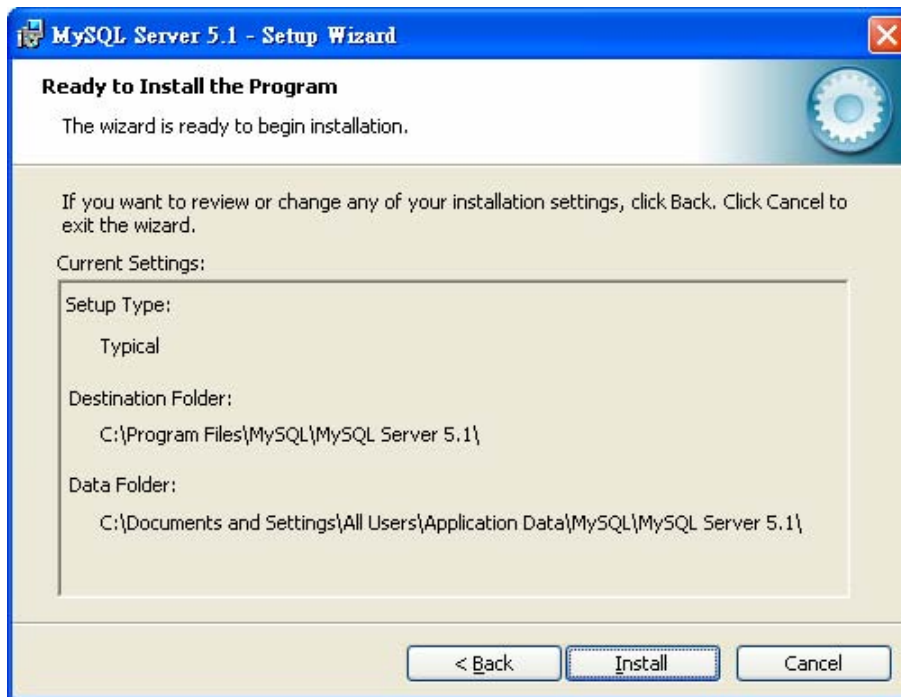 MySQL Server 5.1 - Setup Wizard
Ready to Install the Program
The wizard is ready to begin installation.
If you want to review or change any of your installation settings, click Back. Click Cancel to
exit the wizard.
Current Settings:
Setup Type:
Typical
Destination Folder:
C:\Program Files\MySQL\MySQL Server 5.1\
Data Folder:
C:\Documents and Settings\All Users\Application Data\MySQL\MySQL Server 5.1\
< Back Install Cancel